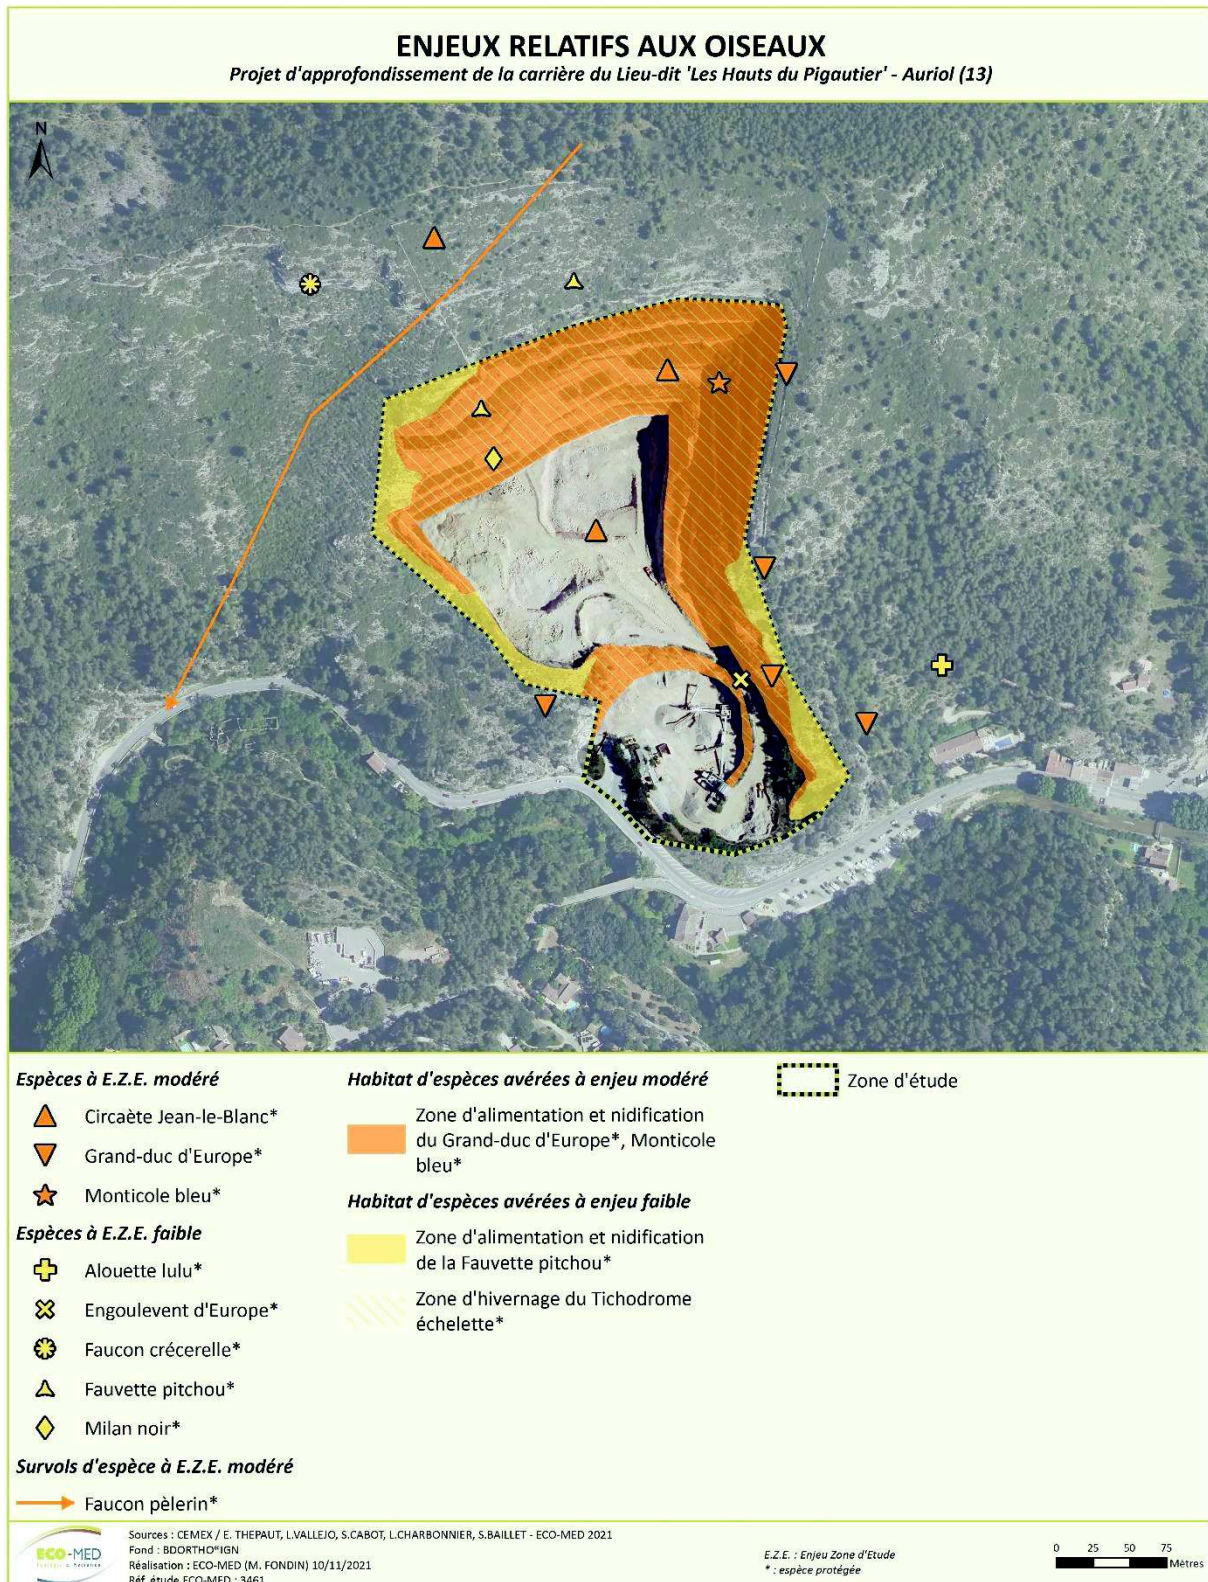 ENJEUX RELATIFS AUX OISEAUX
Projet d'approfondissement de la carrière du Lieu-dit 'Les Hauts du Pigautier' - Auriol (13)
N
Espèces à E.Z.E. modéré
Circaète Jean-le-Blanc*
Grand-duc d'Europe*
Monticole bleu*
Espèces à E.Z.E. faible
Alouette lulu*
Engoulevent d'Europe*
Faucon crécerelle*
Fauvette pitchou*
Milan noir*
Survols d'espèce à E.Z.E. modéré
Faucon pèlerin*
Habitat d'espèces avérées à enjeu modéré
Zone d'alimentation et nidification
du Grand-duc d'Europe*, Monticole
bleu*
Habitat d'espèces avérées à enjeu faible
Zone d'alimentation et nidification
de la Fauvette pitchou*
Zone d'hivernage du Tichodrome
échelette*
Zone d'étude
ECO-MED
Sources : CEMEX / E. THEPAUT, L.VALLEJO, S.CABOT, L.CHARBONNIER, S.BAILLET - ECO-MED 2021
Fond : BDORTHO®IGN
Réalisation : ECO-MED (M. FONDIN) 10/11/2021
Réf. étude ECO-MED : 3461
E.Z.E. : Enjeu Zone d'Etude
* : espèce protégée
0 25 50 75
Mètres